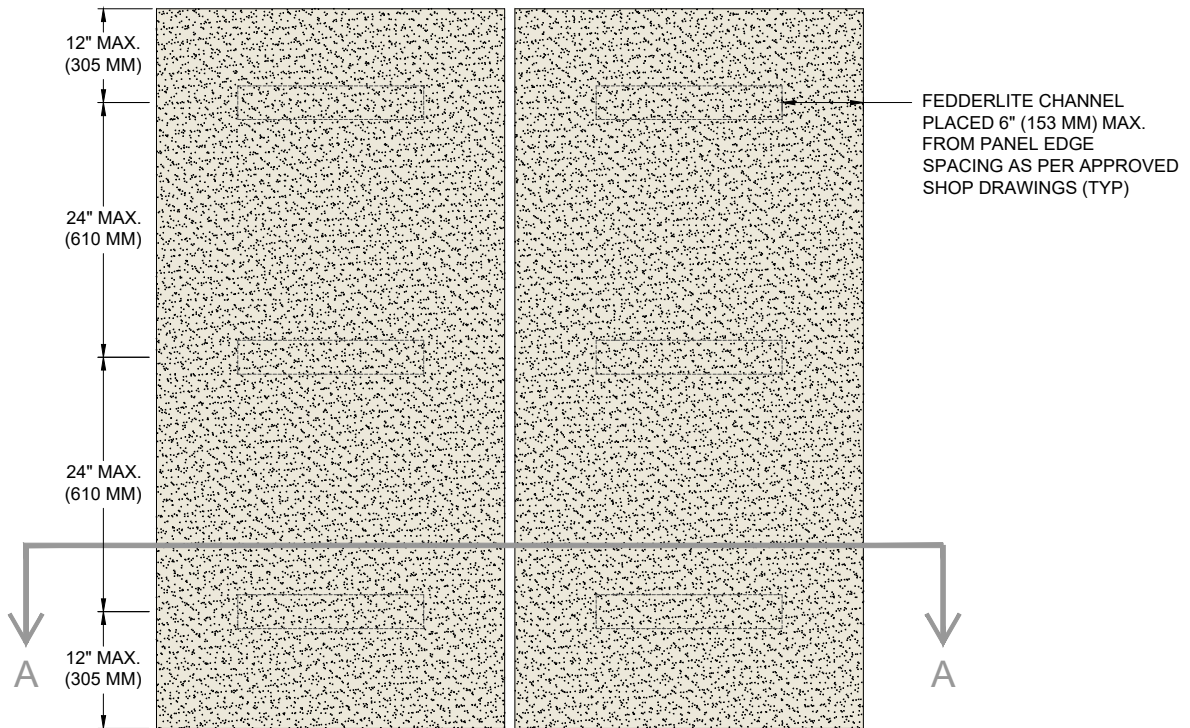 12" MAX.
(305 MM)
24" MAX.
(610 MM)
24" MAX.
(610 MM)
12" MAX.
(305 MM)
FEDDERLITE CHANNEL
PLACED 6" (153 MM) MAX.
FROM PANEL EDGE
SPACING AS PER APPROVED
SHOP DRAWINGS (TYP)
A
A